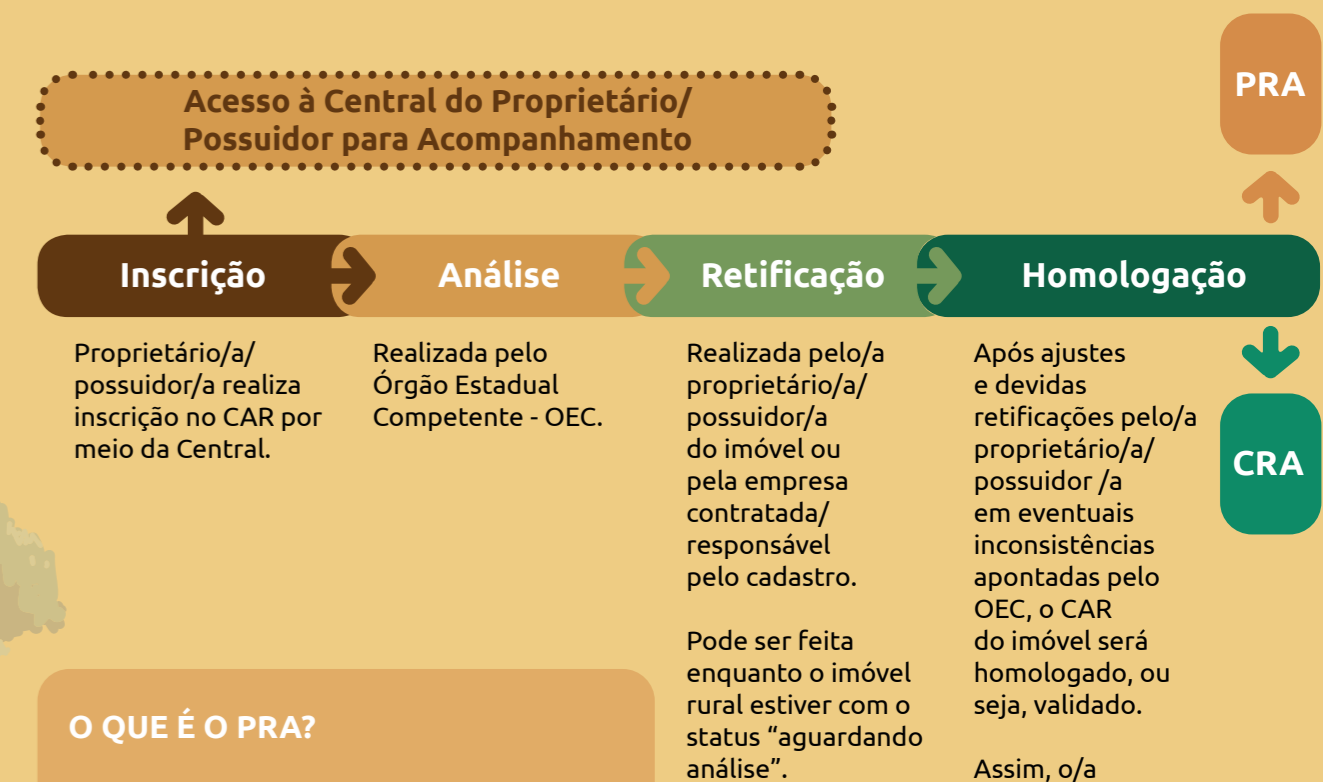 Acesso à Central do Proprietário/
Possuidor para Acompanhamento
PRA
Inscrição
Análise
Retificação
Homologação
Proprietário/a/
possuidor/a realiza
inscrição no CAR por
meio da Central.
Realizada pelo
Órgão Estadual
Competente - OEC.
Realizada pelo/a
proprietário/a/
possuidor/a
do imóvel ou
pela empresa
contratada/
responsável
pelo cadastro.
Pode ser feita
enquanto o imóvel
rural estiver com o
status “aguardando
análise”.
Após ajustes
e devidas
retificações pelo/a
proprietário/a/
possuidor /a
em eventuais
inconsistências
apontadas pelo
OEC, o CAR
do imóvel será
homologado, ou
seja, validado.
Assim, o/a
CRA
O QUE É O PRA?